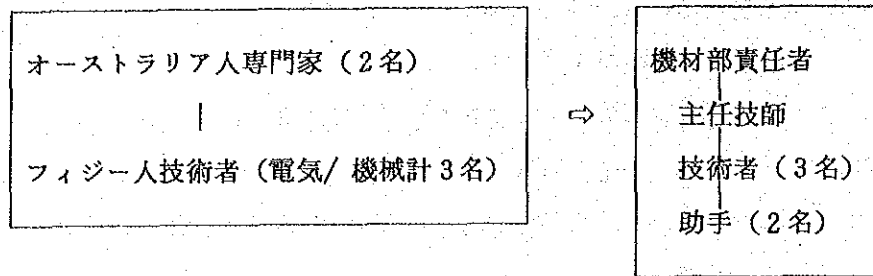 オーストラリア人専門家（2名）
フィジー人技術者（電気/ 機械計3名）
⇨
機材部責任者
主任技師
技術者（3名）
助手（2名）